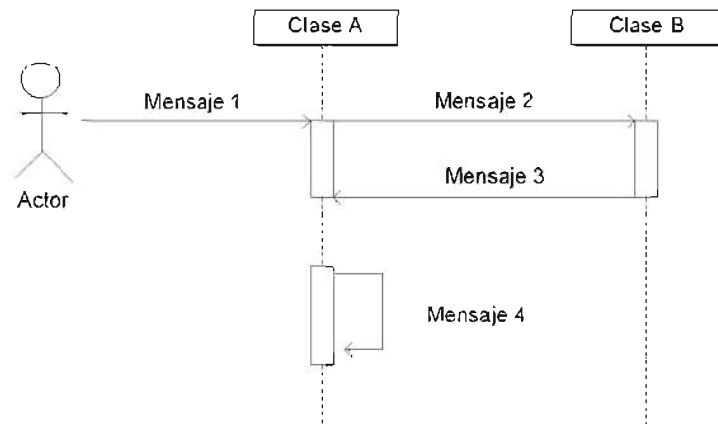 Clase A
Clase B
Mensaje 1
Mensaje 2
Mensaje 3
Actor
Mensaje 4